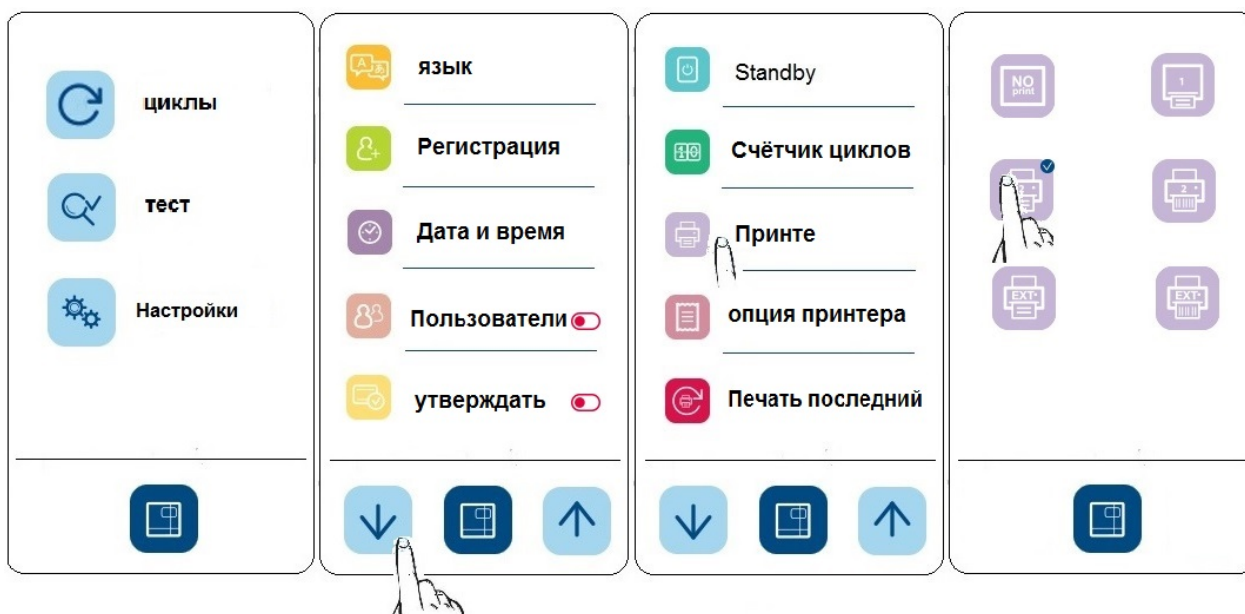 циклы
тест
Настройки
язык
Регистрация
Дата и время
Пользователи
утверждать
Standby
Счётчик циклов
Принте
опция принтера
Печать последний
NO
print
1
2
2
EXT
EXT